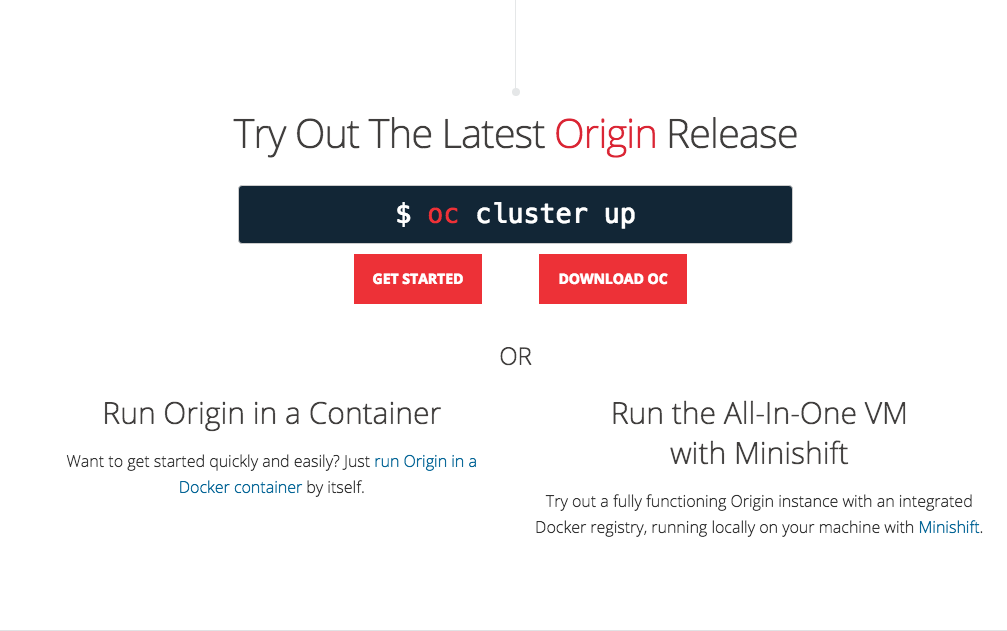 Try Out The Latest Origin Release
$ oc cluster up
GET STARTED
DOWNLOAD OC
OR
Run Origin in a Container
Want to get started quickly and easily? Just run Origin in a
Docker container by itself.
Run the All-In-One VM
with Minishift
Try out a fully functioning Origin instance with an integrated
Docker registry, running locally on your machine with Minishift.